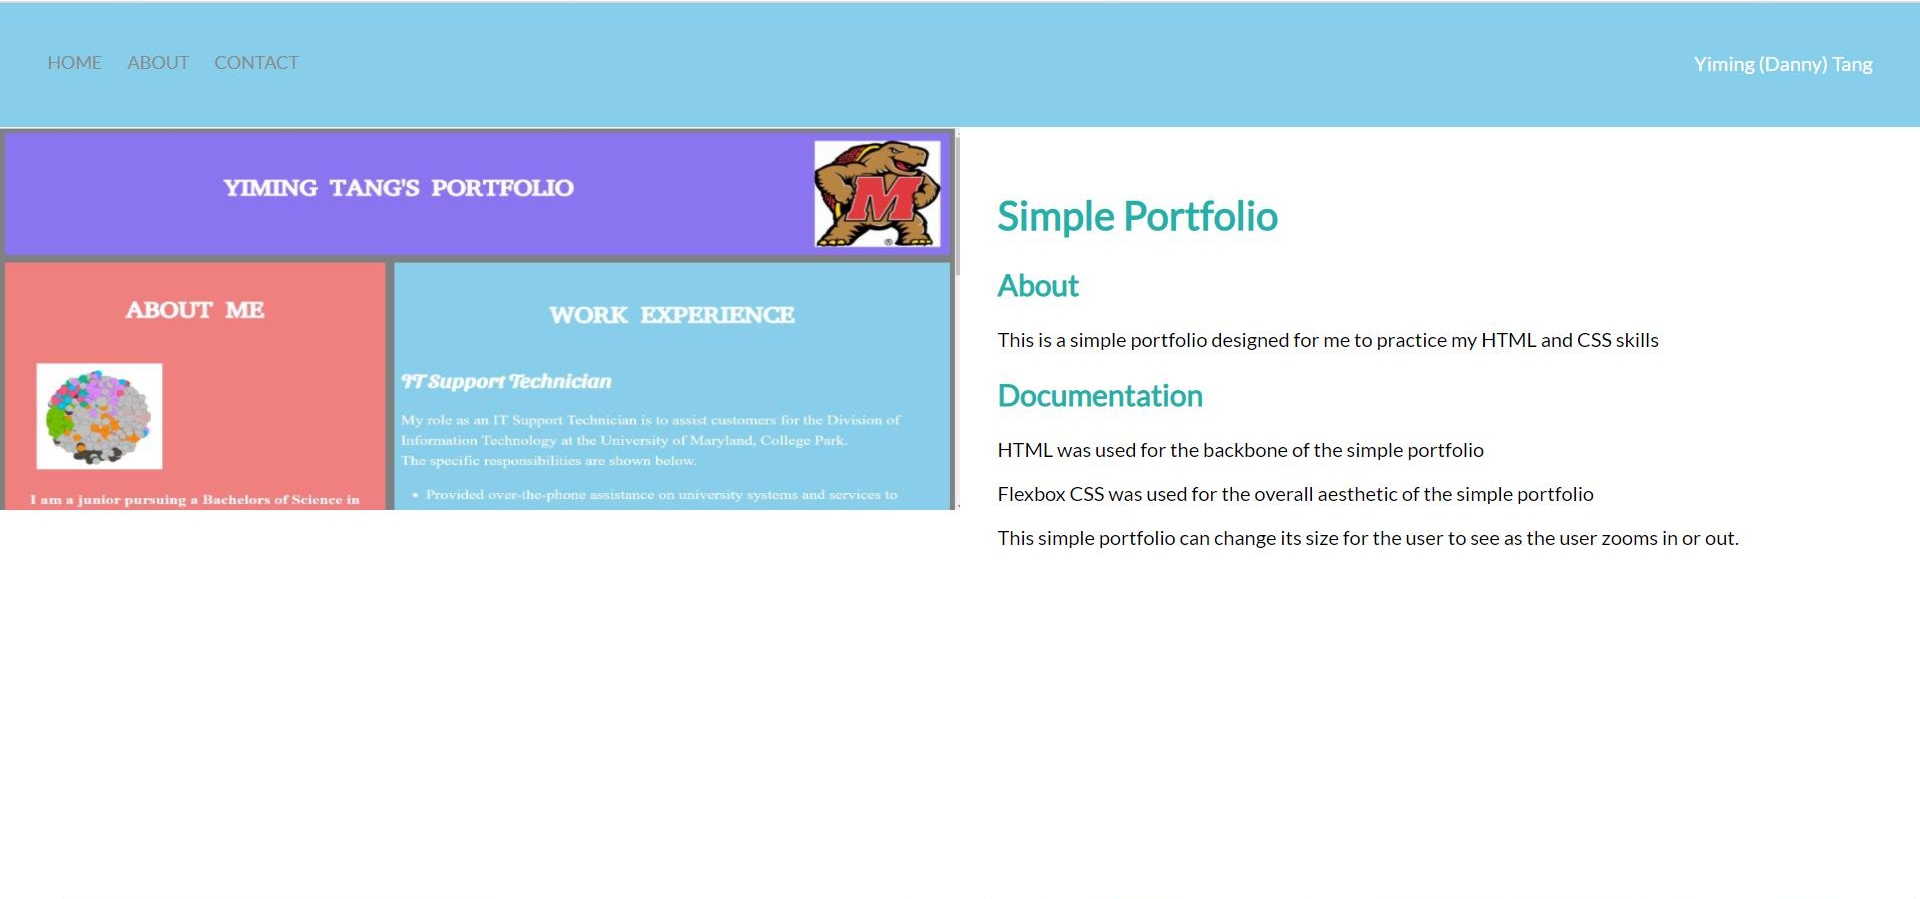 HOME ABOUT CONTACT
Yiming (Danny) Tang
YIMING TANG'S PORTFOLIO
M
®
ABOUT ME
I am a junior pursuing a Bachelors of Science in
WORK EXPERIENCE
IT Support Technician
My role as an IT Support Technician is to assist customers for the Division of
Information Technology at the University of Maryland, College Park.
The specific responsibilities are shown below.
• Provided over-the-phone assistance on university systems and services to
Simple Portfolio
About
This is a simple portfolio designed for me to practice my HTML and CSS skills
Documentation
HTML was used for the backbone of the simple portfolio
Flexbox CSS was used for the overall aesthetic of the simple portfolio
This simple portfolio can change its size for the user to see as the user zooms in or out.